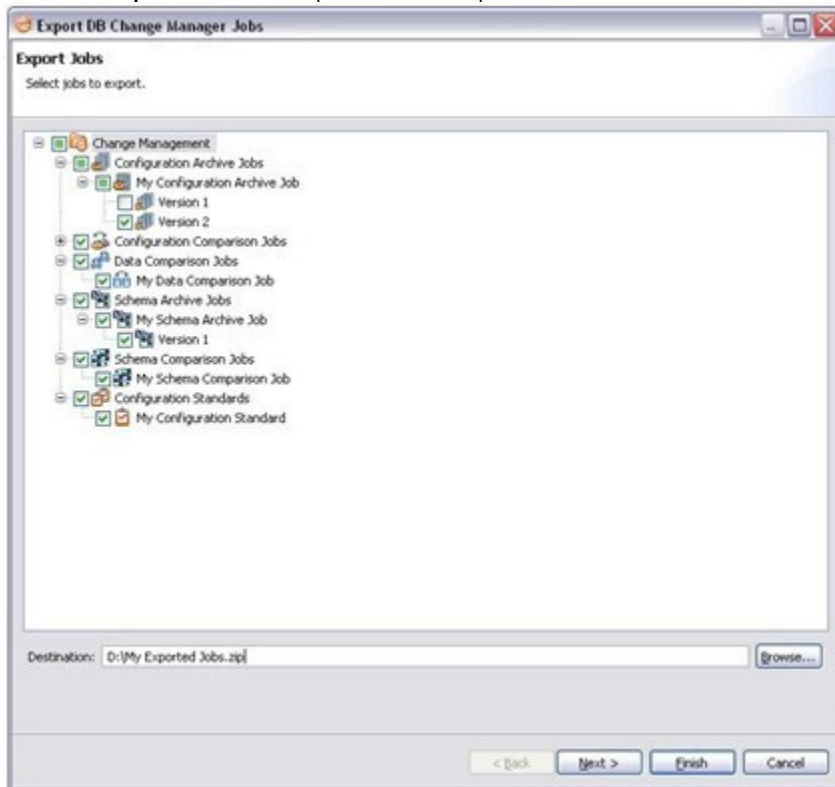 Export DB Change Manager Jobs
Export Jobs
Select jobs to export.
Change Management
Configuration Archive Jobs
My Configuration Archive Job
Version 1
Version 2
Configuration Comparison Jobs
Data Comparison Jobs
My Data Comparison Job
Schema Archive Jobs
My Schema Archive Job
Version 1
Schema Comparison Jobs
My Schema Comparison Job
Configuration Standards
My Configuration Standard
Destination: D:\My Exported Jobs.zip Browse...
< Back Next > Finish Cancel